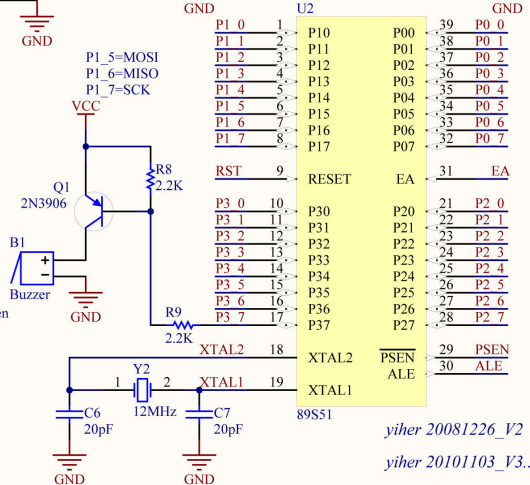 GND
GND
GND
U2
P1_5=MOSI
P1_6=MISO
P1_7=SCK
VCC
Q1
2N3906
R8
2.2K
B1
+
-
Buzzer
GND
R9
2.2K
P1_0 1 P10 P00 39 P0_0
P1_1 2 P11 P01 38 P0_1
P1_2 3 P12 P02 37 P0_2
P1_3 4 P13 P03 36 P0_3
P1_4 5 P14 P04 35 P0_4
P1_5 6 P15 P05 34 P0_5
P1_6 7 P16 P06 33 P0_6
P1_7 8 P17 P07 32 P0_7
RST 9 RESET EA 31 EA
P3_0 10 P30 P20 21 P2_0
P3_1 11 P31 P21 22 P2_1
P3_2 12 P32 P22 23 P2_2
P3_3 13 P33 P23 24 P2_3
P3_4 14 P34 P24 25 P2_4
P3_5 15 P35 P25 26 P2_5
P3_6 16 P36 P26 27 P2_6
P3_7 17 P37 P27 28 P2_7
XTAL2 18 XTAL2 PSEN 29 PSEN
ALE 30 ALE
XTAL1 19 XTAL1
89S51
1 Y2 2
12MHz
C6
20pF
C7
20pF
GND
GND
yiher 20081226_V2
yiher 20101103_V3..